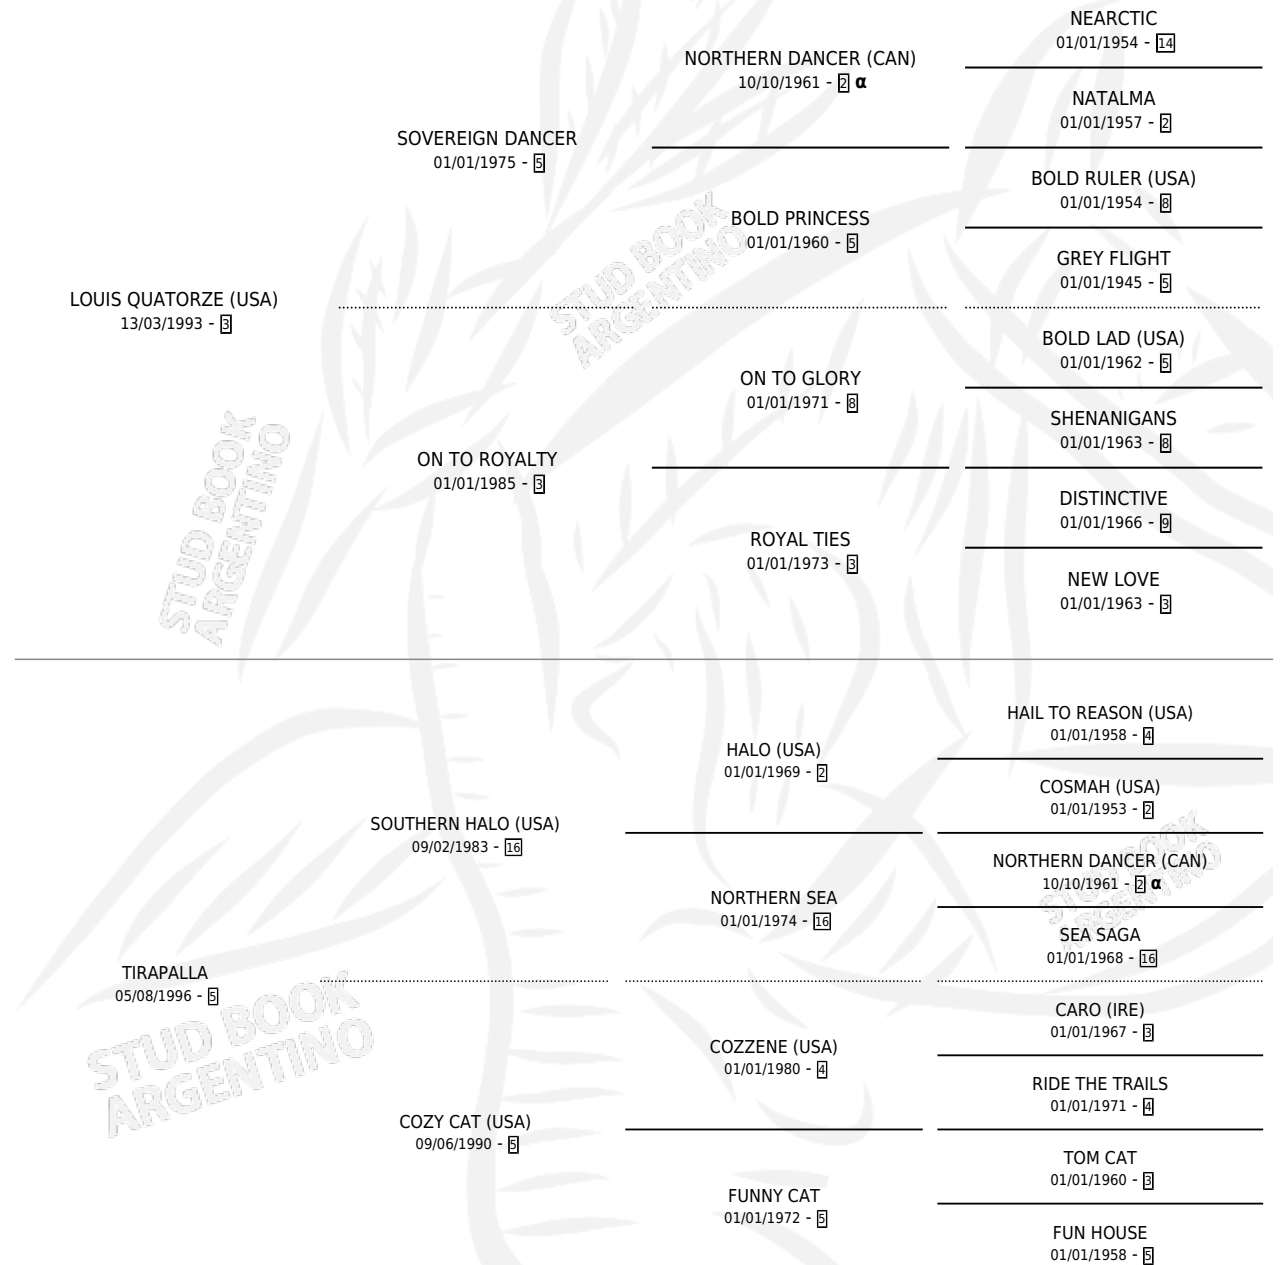 NEARCTIC
01/01/1954 - 14
NORTHERN DANCER (CAN)
10/10/1961 - 2 α
NATALMA
01/01/1957 - 2
SOVEREIGN DANCER
01/01/1975 - 5
BOLD RULER (USA)
01/01/1954 - 8
BOLD PRINCESS
01/01/1960 - 5
GREY FLIGHT
01/01/1945 - 5
STUD BOOK
ARGENTINO
LOUIS QUATORZE (USA)
13/03/1993 - 3
BOLD LAD (USA)
01/01/1962 - 5
ON TO GLORY
01/01/1971 - 8
SHENANIGANS
01/01/1963 - 8
ON TO ROYALTY
01/01/1985 - 3
DISTINCTIVE
01/01/1966 - 9
ROYAL TIES
01/01/1973 - 3
NEW LOVE
01/01/1963 - 3
STUD BOOK
ARGENTINO
HAIL TO REASON (USA)
01/01/1958 - 4
HALO (USA)
01/01/1969 - 2
COSMAH (USA)
01/01/1953 - 2
SOUTHERN HALO (USA)
09/02/1983 - 16
NORTHERN DANCER (CAN)
10/10/1961 - 2 α
NORTHERN SEA
01/01/1974 - 16
SEA SAGA
01/01/1968 - 16
STUD BOOK
ARGENTINO
TIRAPALLA
05/08/1996 - 5
CARO (IRE)
01/01/1967 - 3
COZZENE (USA)
01/01/1980 - 4
RIDE THE TRAILS
01/01/1971 - 4
STUD BOOK
ARGENTINO
COZY CAT (USA)
09/06/1990 - 5
TOM CAT
01/01/1960 - 3
FUNNY CAT
01/01/1972 - 5
FUN HOUSE
01/01/1958 - 5